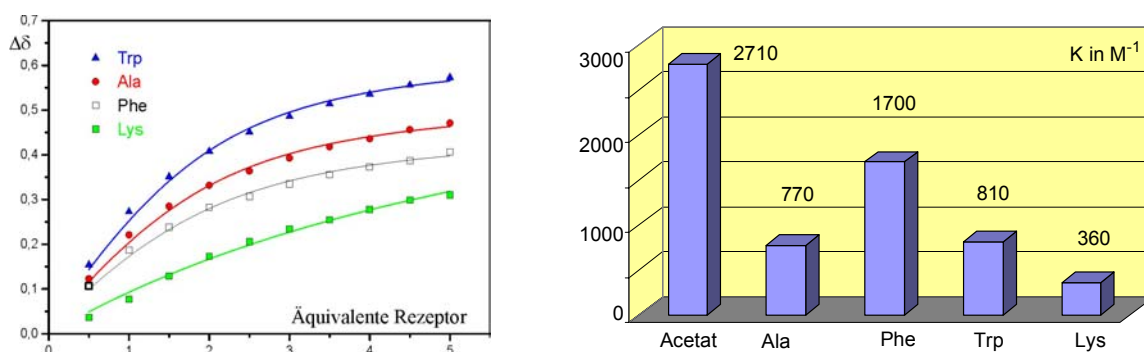 0,7
Δδ
0,6
0,5
0,4
0,3
0,2
0,1
0,0
Trp
Ala
Phe
Lys
Äquivalente Rezeptor
0 1 2 3 4 5
3000
2000
1000
0
K in M⁻¹
2710
770
1700
810
360
Acetat Ala Phe Trp Lys